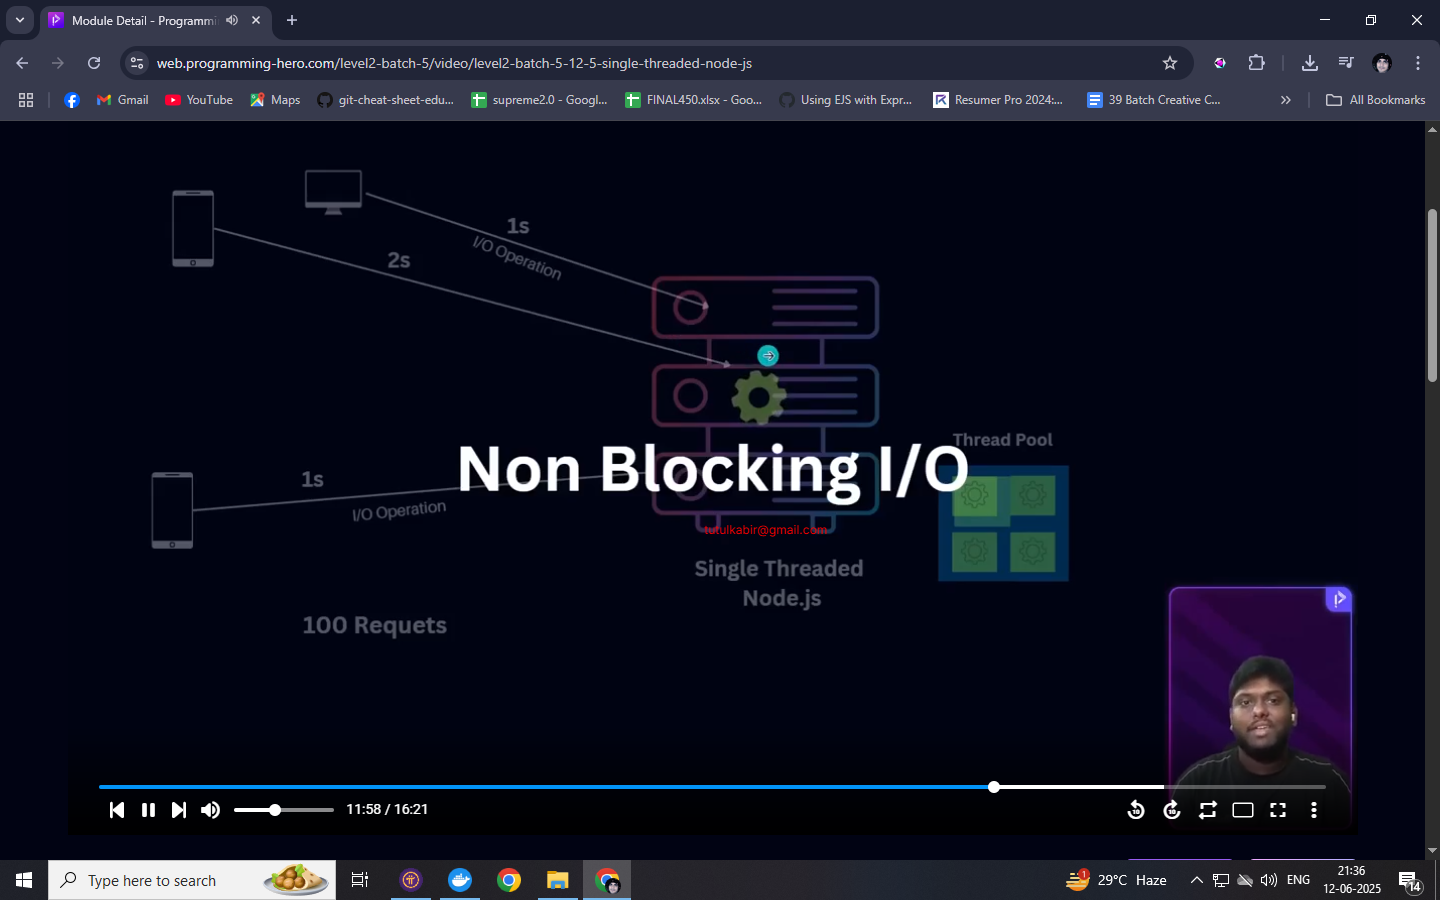 Module Detail - Programmi
web.programming-hero.com/level2-batch-5/video/level2-batch-5-12-5-single-threaded-node-js
Gmail
YouTube
Maps
git-cheat-sheet-edu...
supreme2.0 - Googl...
FINAL450.xlsx - Goo...
Using EJS with Expr...
Resumer Pro 2024:...
39 Batch Creative C...
All Bookmarks
1s
I/O Operation
2s
Thread Pool
Non Blocking I/O
1s
I/O Operation
tutulkabir@gmail.com
Single Threaded
Node.js
100 Requets
11:58 / 16:21
10
10
Type here to search
1
29°C Haze
ENG
21:36
12-06-2025
14